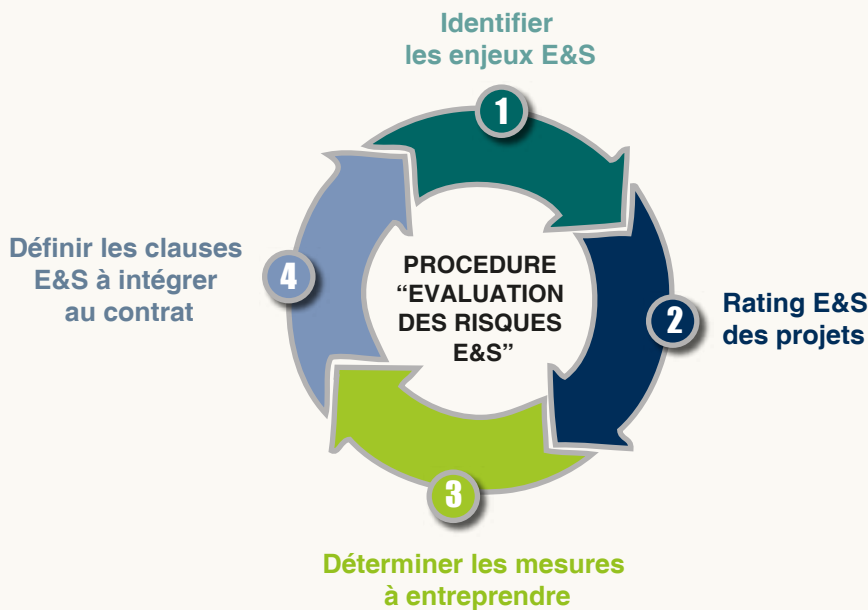 Identifier
les enjeux E&S
1
Rating E&S
des projets
2
Déterminer les mesures
à entreprendre
3
Définir les clauses
E&S à intégrer
au contrat
4
PROCEDURE
“EVALUATION
DES RISQUES
E&S”